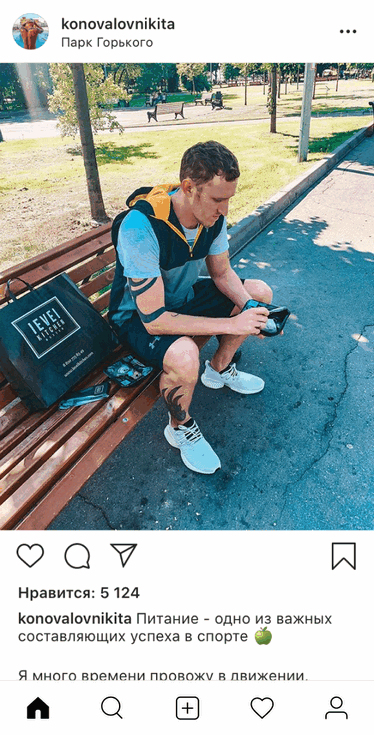 konovalovnikita
Парк Горького
LEVEL
KITCHEN
Нравится: 5 124
konovalovnikita Питание - одно из важных
составляющих успеха в спорте 🍏
Я много времени провожу в движении.